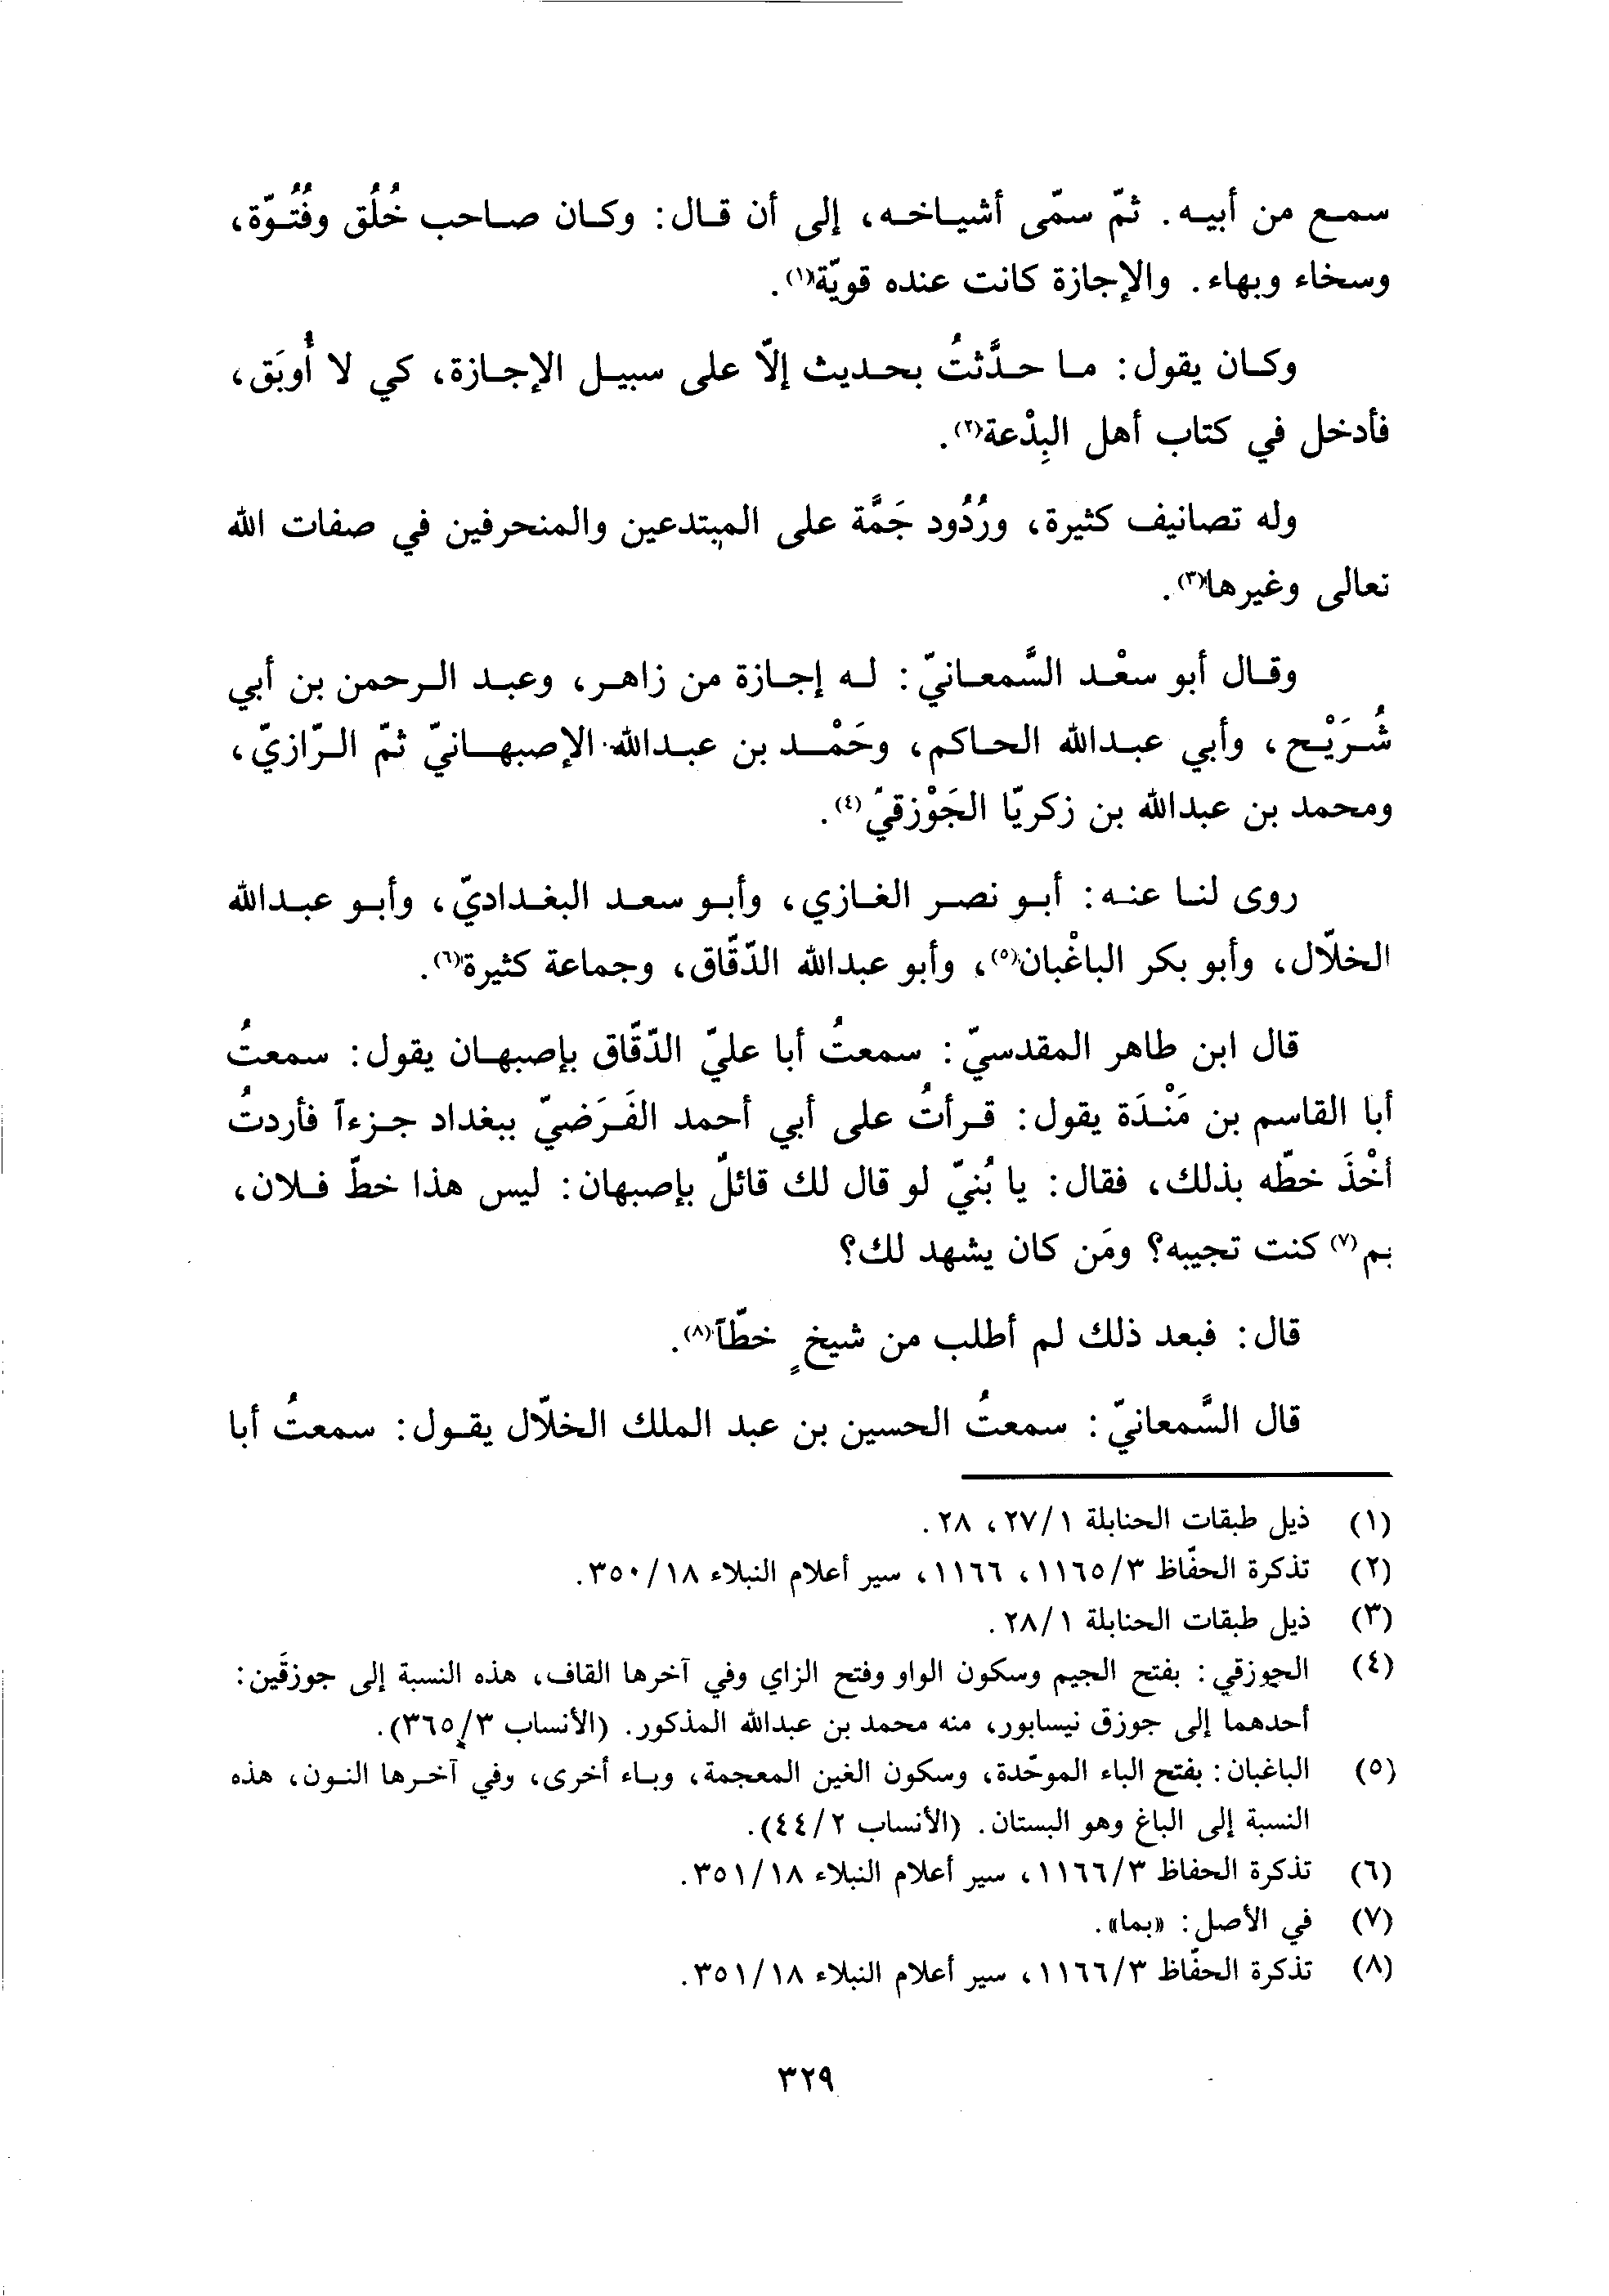 سمع من أبيه. ثمّ سمّى أشياخه، إلى أن قال: وكان صاحب خُلُق وفُتُوّة،
وسخاء وبهاء. والإجازة كانت عنده قويّة(١).
وكان يقول: ما حدَّثتُ بحديث إلّا على سبيل الإجازة، كي لا أُوبَق،
فأدخل في كتاب أهل البِدْعة(٢).
وله تصانيف كثيرة، ورُدُود جَمَّة على المبتدعين والمنحرفين في صفات الله
تعالى وغيرها(٣).
وقال أبو سعْد السَّمعانيّ: له إجازة من زاهر، وعبد الرحمن بن أبي
شُرَيْح، وأبي عبدالله الحاكم، وحَمْد بن عبدالله الإصبهانيّ ثمّ الرّازيّ،
ومحمد بن عبدالله بن زكريّا الجَوْزقيّ(٤).
روى لنا عنه: أبو نصر الغازي، وأبو سعد البغداديّ، وأبو عبدالله
الخلّال، وأبو بكر الباغْبان(٥)، وأبو عبدالله الدّقّاق، وجماعة كثيرة(٦).
قال ابن طاهر المقدسيّ: سمعتُ أبا عليّ الدّقّاق بإصبهان يقول: سمعتُ
أبا القاسم بن مَنْدَة يقول: قرأتُ على أبي أحمد الفَرَضيّ ببغداد جزءاً فأردتُ
أخْذَ خطّه بذلك، فقال: يا بُنيّ لو قال لك قائلٌ بإصبهان: ليس هذا خطّ فلان،
بم(٧) كنت تجيبه؟ ومَن كان يشهد لك؟
قال: فبعد ذلك لم أطلب من شيخٍ خطّاً(٨).
قال السَّمعانيّ: سمعتُ الحسين بن عبد الملك الخلّال يقول: سمعتُ أبا
(١) ذيل طبقات الحنابلة ٢٧/١، ٢٨.
(٢) تذكرة الحفّاظ ١١٦٥/٣، ١١٦٦، سير أعلام النبلاء ٣٥٠/١٨.
(٣) ذيل طبقات الحنابلة ٢٨/١.
(٤) الجوزقي: بفتح الجيم وسكون الواو وفتح الزاي وفي آخرها القاف، هذه النسبة إلى جوزقَين:
أحدهما إلى جوزق نيسابور، منه محمد بن عبدالله المذكور. (الأنساب ٣٦٥/٣).
(٥) الباغبان: بفتح الباء الموحّدة، وسكون الغين المعجمة، وباء أخرى، وفي آخرها النون، هذه
النسبة إلى الباغ وهو البستان. (الأنساب ٤٤/٢).
(٦) تذكرة الحفاظ ١١٦٦/٣، سير أعلام النبلاء ٣٥١/١٨.
(٧) في الأصل: «بما».
(٨) تذكرة الحفّاظ ١١٦٦/٣، سير أعلام النبلاء ٣٥١/١٨.
٣٢٩